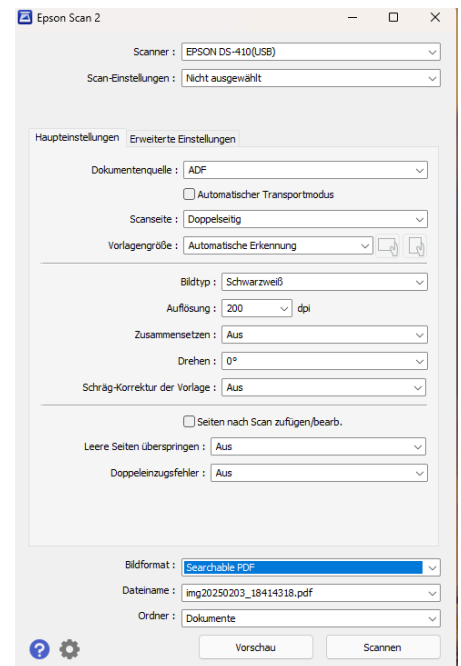 Epson Scan 2
Scanner : EPSON DS-410(USB)
Scan-Einstellungen : Nicht ausgewählt
Haupteinstellungen Erweiterte Einstellungen
Dokumentenquelle : ADF
Automatischer Transportmodus
Scanseite : Doppelseitig
Vorlagengröße : Automatische Erkennung
Bildtyp : Schwarzweiß
Auflösung : 200 dpi
Zusammensetzen : Aus
Drehen : 0°
Schräg-Korrektur der Vorlage : Aus
Seiten nach Scan zufügen/bearb.
Leere Seiten überspringen : Aus
Doppeleinzugsfehler : Aus
Bildformat : Searchable PDF
Dateiname : img20250203_18414318.pdf
Ordner : Dokumente
? Vorschau Scannen